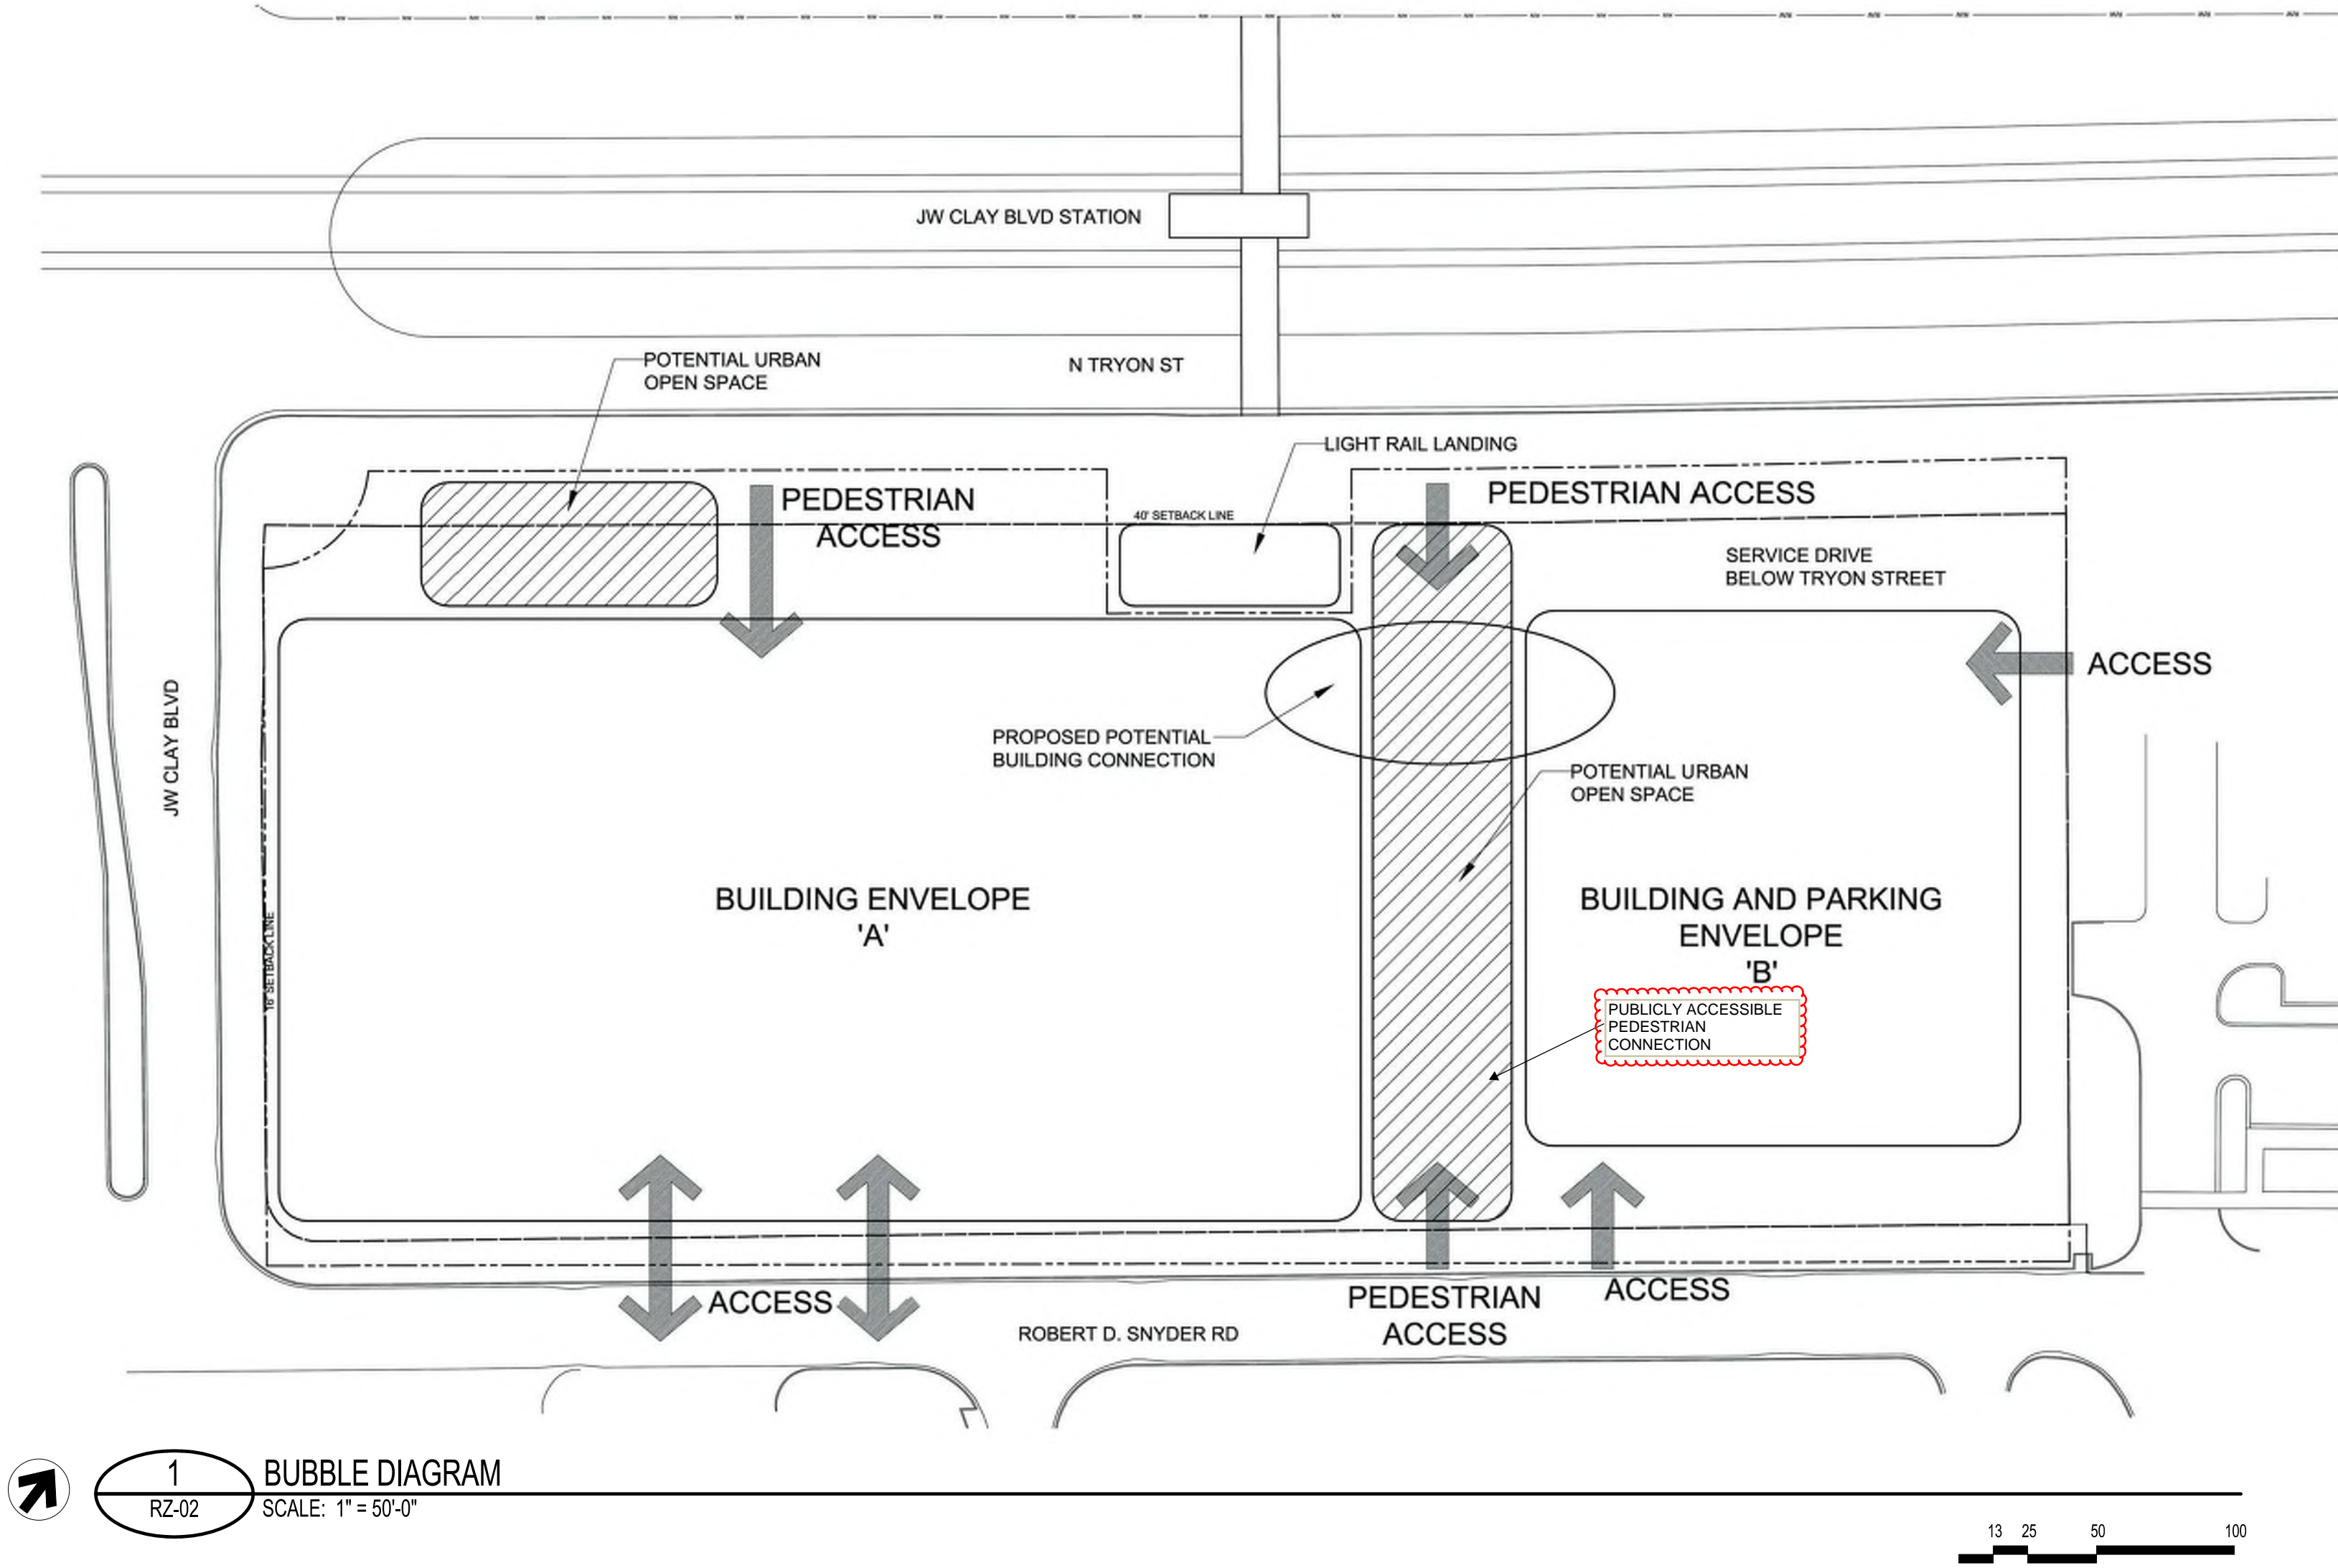 JW CLAY BLVD STATION
POTENTIAL URBAN
OPEN SPACE
N TRYON ST
LIGHT RAIL LANDING
PEDESTRIAN
ACCESS
PEDESTRIAN ACCESS
40' SETBACK LINE
SERVICE DRIVE
BELOW TRYON STREET
ACCESS
JW CLAY BLVD
PROPOSED POTENTIAL
BUILDING CONNECTION
POTENTIAL URBAN
OPEN SPACE
BUILDING ENVELOPE
'A'
BUILDING AND PARKING
ENVELOPE
'B'
16' SETBACK LINE
PUBLICLY ACCESSIBLE
PEDESTRIAN
CONNECTION
ACCESS
PEDESTRIAN
ACCESS
ACCESS
ROBERT D. SNYDER RD
1
RZ-02
BUBBLE DIAGRAM
SCALE: 1" = 50'-0"
13 25 50 100